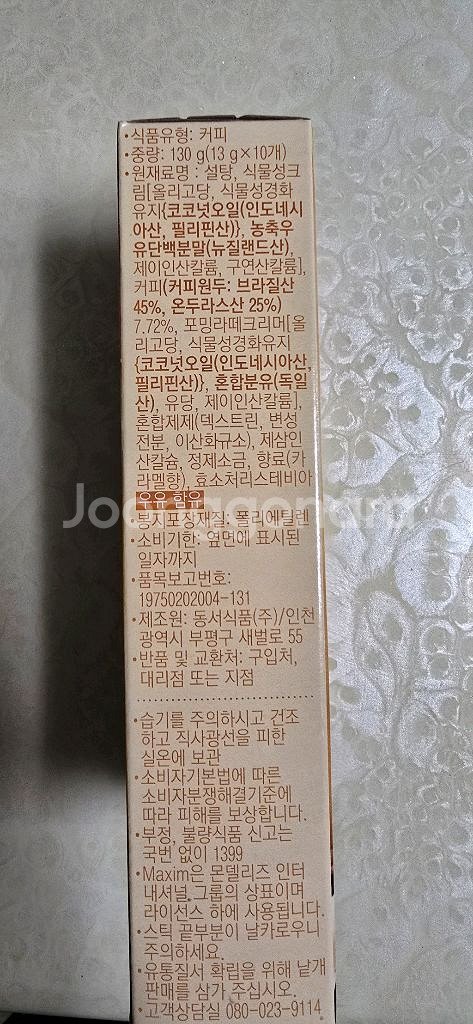 •식품유형: 커피
•중량: 130 g(13 g×10개)
•원재료명 : 설탕, 식물성크
림[올리고당, 식물성경화
유지{코코넛오일(인도네시
아산, 필리핀산)}, 농축우
유단백분말(뉴질랜드산),
제이인산칼륨, 구연산칼륨],
커피(커피원두: 브라질산
45%, 온두라스산 25%)
7.72%, 포밍라떼크리머[올
리고당, 식물성경화유지
{코코넛오일(인도네시아산,
필리핀산)}, 혼합분유(독일
산), 유당, 제이인산칼륨],
혼합제제(덱스트린, 변성
전분, 이산화규소), 제삼인
산칼슘, 정제소금, 향료(카
라멜향), 효소처리스테비아
우유 함유
•봉지포장재질: 폴리에틸렌
•소비기한: 옆면에 표시된
일자까지
•품목보고번호:
19750202004-131
•제조원: 동서식품(주)/인천
광역시 부평구 새벌로 55
•반품 및 교환처: 구입처,
대리점 또는 지점
•습기를 주의하시고 건조
하고 직사광선을 피한
실온에 보관
•소비자기본법에 따른
소비자분쟁해결기준에
따라 피해를 보상합니다.
•부정, 불량식품 신고는
국번 없이 1399
•Maxim은 몬델리즈 인터
내셔널 그룹의 상표이며
라이선스 하에 사용됩니다.
•스틱 끝부분이 날카로우니
주의하세요.
•유통질서 확립을 위해 낱개
판매를 삼가 주십시오.
•고객상담실 080-023-9114
Joonggonara